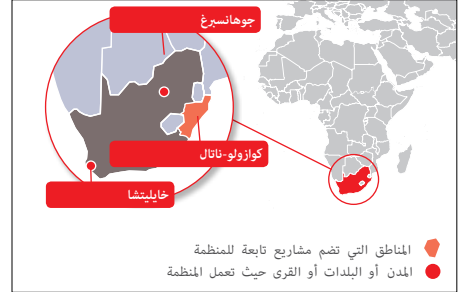 جوهانسبرغ
كوازولو-ناتال
خايليتشا
المناطق التي تضم مشاريع تابعة للمنظمة
المدن أو البلدات أو القرى حيث تعمل المنظمة